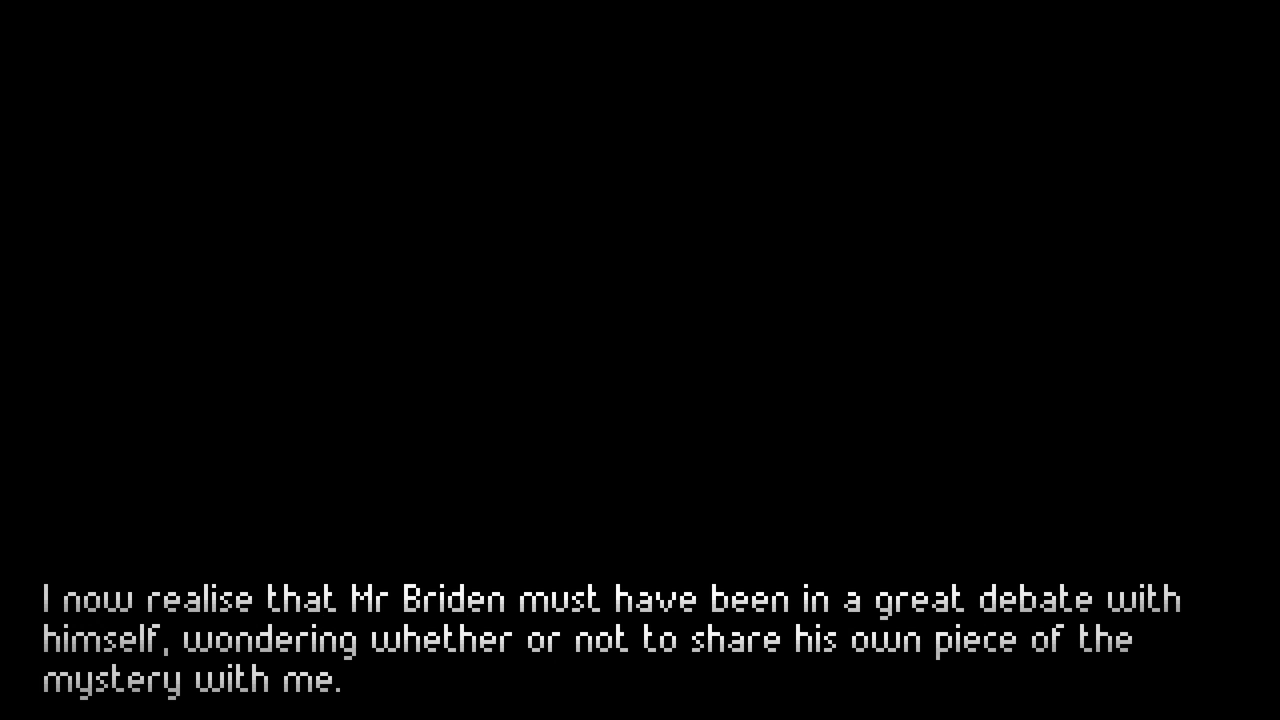 I now realise that Mr Briden must have been in a great debate with
himself, wondering whether or not to share his own piece of the
mystery with me.